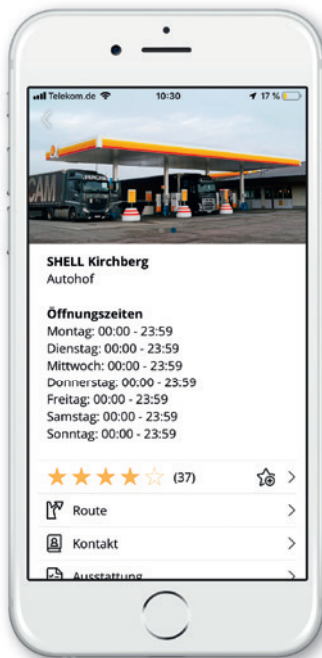 Telekom.de
10:30
17 %
SHELL Kirchberg
Autohof
Öffnungszeiten
Montag: 00:00 - 23:59
Dienstag: 00:00 - 23:59
Mittwoch: 00:00 - 23:59
Donnerstag: 00:00 - 23:59
Freitag: 00:00 - 23:59
Samstag: 00:00 - 23:59
Sonntag: 00:00 - 23:59
(37)
Route
Kontakt
Ausstattung